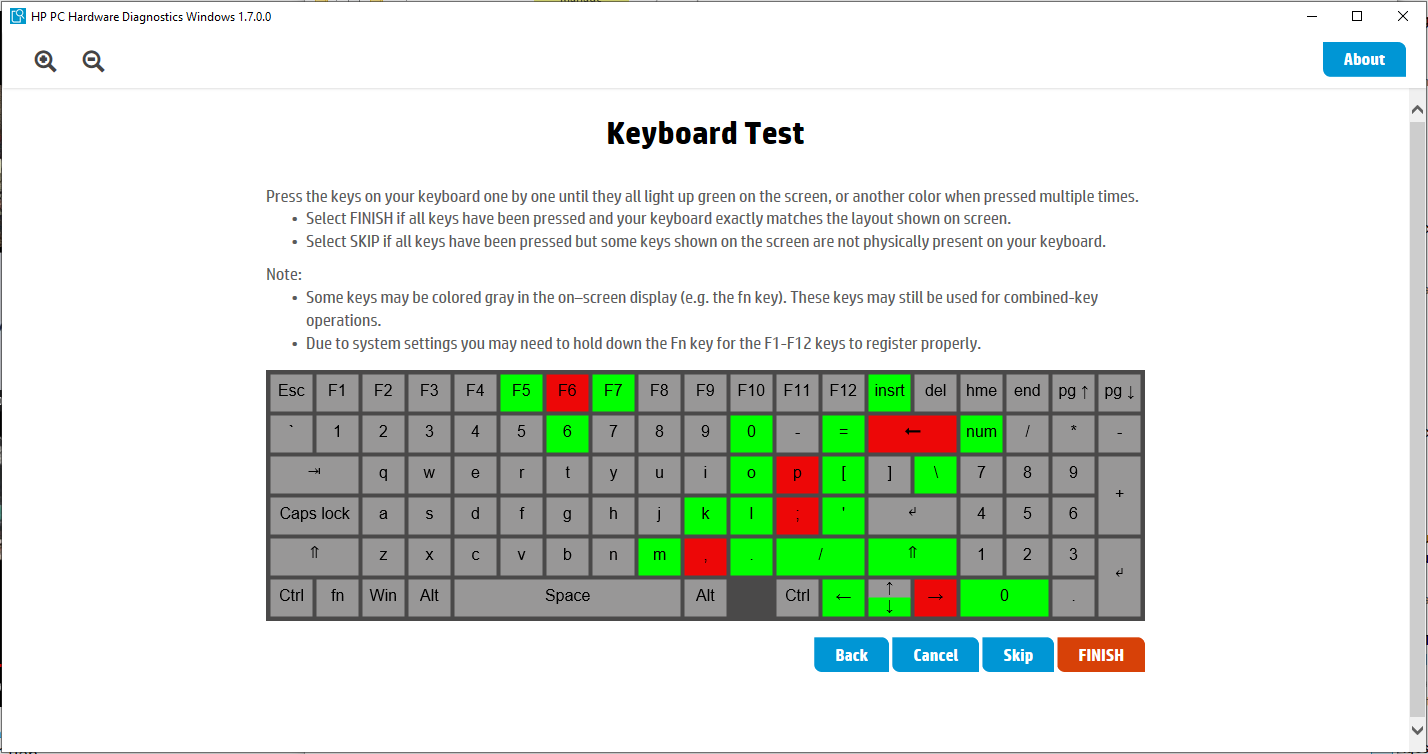 HP PC Hardware Diagnostics Windows 1.7.0.0
About
Keyboard Test
Press the keys on your keyboard one by one until they all light up green on the screen, or another color when pressed multiple times.
• Select FINISH if all keys have been pressed and your keyboard exactly matches the layout shown on screen.
• Select SKIP if all keys have been pressed but some keys shown on the screen are not physically present on your keyboard.
Note:
• Some keys may be colored gray in the on–screen display (e.g. the fn key). These keys may still be used for combined-key
operations.
• Due to system settings you may need to hold down the Fn key for the F1-F12 keys to register properly.
Esc F1 F2 F3 F4 F5 F6 F7 F8 F9 F10 F11 F12 insrt del hme end pg ↑ pg ↓
` 1 2 3 4 5 6 7 8 9 0 - = ← num / * -
⇥ q w e r t y u i o p [ ] \ 7 8 9 +
Caps lock a s d f g h j k l ; ' ↵ 4 5 6
⇑ z x c v b n m , . / ⇑ 1 2 3 ↵
Ctrl fn Win Alt Space Alt Ctrl ← ↑ ↓ → 0 .
Back Cancel Skip FINISH